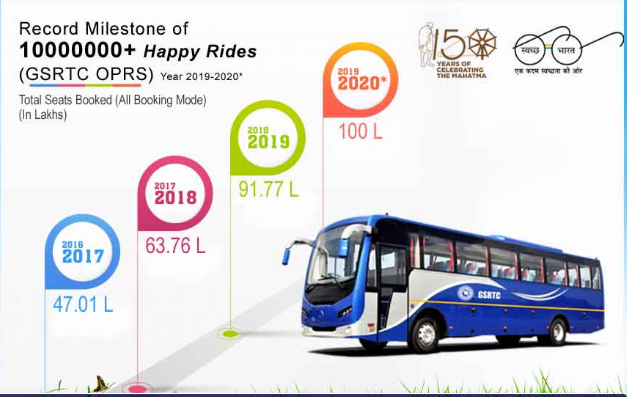 Record Milestone of
10000000+ Happy Rides
(GSRTC OPRS) Year 2019-2020*
Total Seats Booked (All Booking Mode)
(In Lakhs)
150
YEARS OF
CELEBRATING
THE MAHATMA
स्वच्छ भारत
एक कदम स्वच्छता की ओर
2019
2020*
100 L
2018
2019
91.77 L
2017
2018
63.76 L
2016
2017
47.01 L
GSRTC